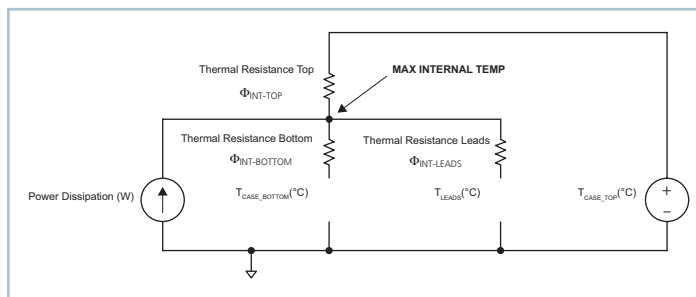 Thermal Resistance Top
MAX INTERNAL TEMP
ΦINT-TOP
Thermal Resistance Bottom
Thermal Resistance Leads
ΦINT-BOTTOM
ΦINT-LEADS
Power Dissipation (W)
TCASE_BOTTOM(°C)
TLEADS(°C)
TCASE_TOP(°C)
+
–